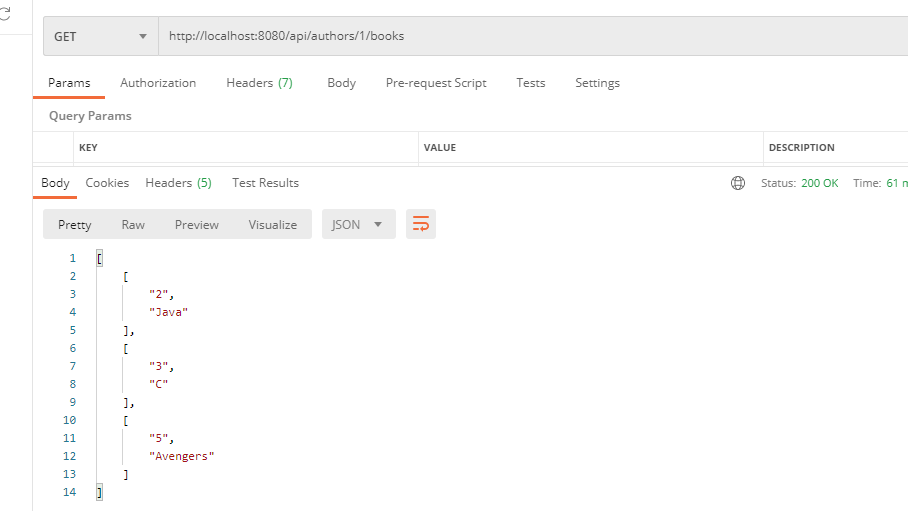 GET http://localhost:8080/api/authors/1/books
Params Authorization Headers (7) Body Pre-request Script Tests Settings
Query Params
KEY VALUE DESCRIPTION
Body Cookies Headers (5) Test Results Status: 200 OK Time: 61
Pretty Raw Preview Visualize JSON
1 [
2 [
3 "2",
4 "Java"
5 ],
6 [
7 "3",
8 "C"
9 ],
10 [
11 "5",
12 "Avengers"
13 ]
14 ]